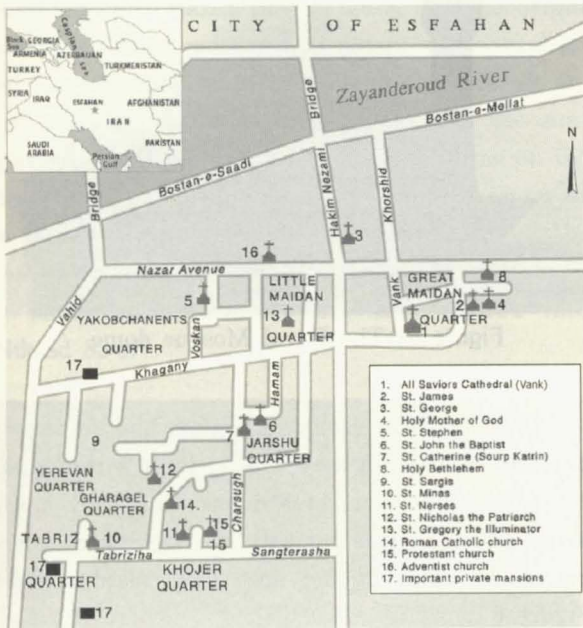 CITY OF ESFAHAN
Black Sea
GEORGIA
Caspian Sea
ARMENIA
AZERBAIJAN
TURKEY
TURKMENISTAN
SYRIA
IRAQ
ESFAHAN
AFGHANISTAN
IRAN
SAUDI ARABIA
Persian Gulf
PAKISTAN
Zayanderoud River
Bridge
Bostan-e-Mellat
Bostan-e-Saadi
Bridge
Hakim Nezami
Khorshid
N
3
16
Nazar Avenue
8
Vahid
5
LITTLE MAIDAN
13
QUARTER
Vank
GREAT MAIDAN
2
4
QUARTER
1
YAKOBCHANENTS
QUARTER
Voskan
17
Khagany
Hamam
6
7
JARSHU QUARTER
9
YEREVAN QUARTER
12
GHARAGEL QUARTER
14.
Charsugh
TABRIZ
10
11
15
15
17
QUARTER
Tabriziha
Sangterasha
KHOJER QUARTER
17
1. All Saviors Cathedral (Vank)
2. St. James
3. St. George
4. Holy Mother of God
5. St. Stephen
6. St. John the Baptist
7. St. Catherine (Sourp Katrin)
8. Holy Bethlehem
9. St. Sargis
10. St. Minas
11. St. Nerses
12. St. Nicholas the Patriarch
13. St. Gregory the Illuminator
14. Roman Catholic church
15. Protestant church
16. Adventist church
17. Important private mansions